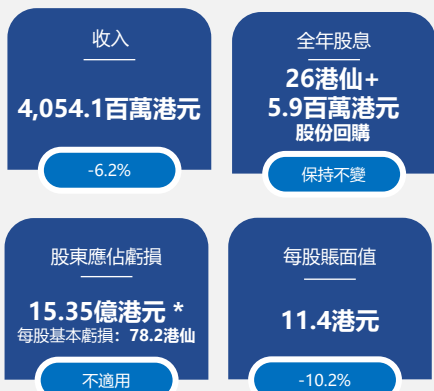 收入
4,054.1百萬港元
-6.2%
全年股息
26港仙+
5.9百萬港元
股份回購
保持不變
股東應佔虧損
15.35億港元 *
每股基本虧損：78.2港仙
不適用
每股賬面值
11.4港元
-10.2%